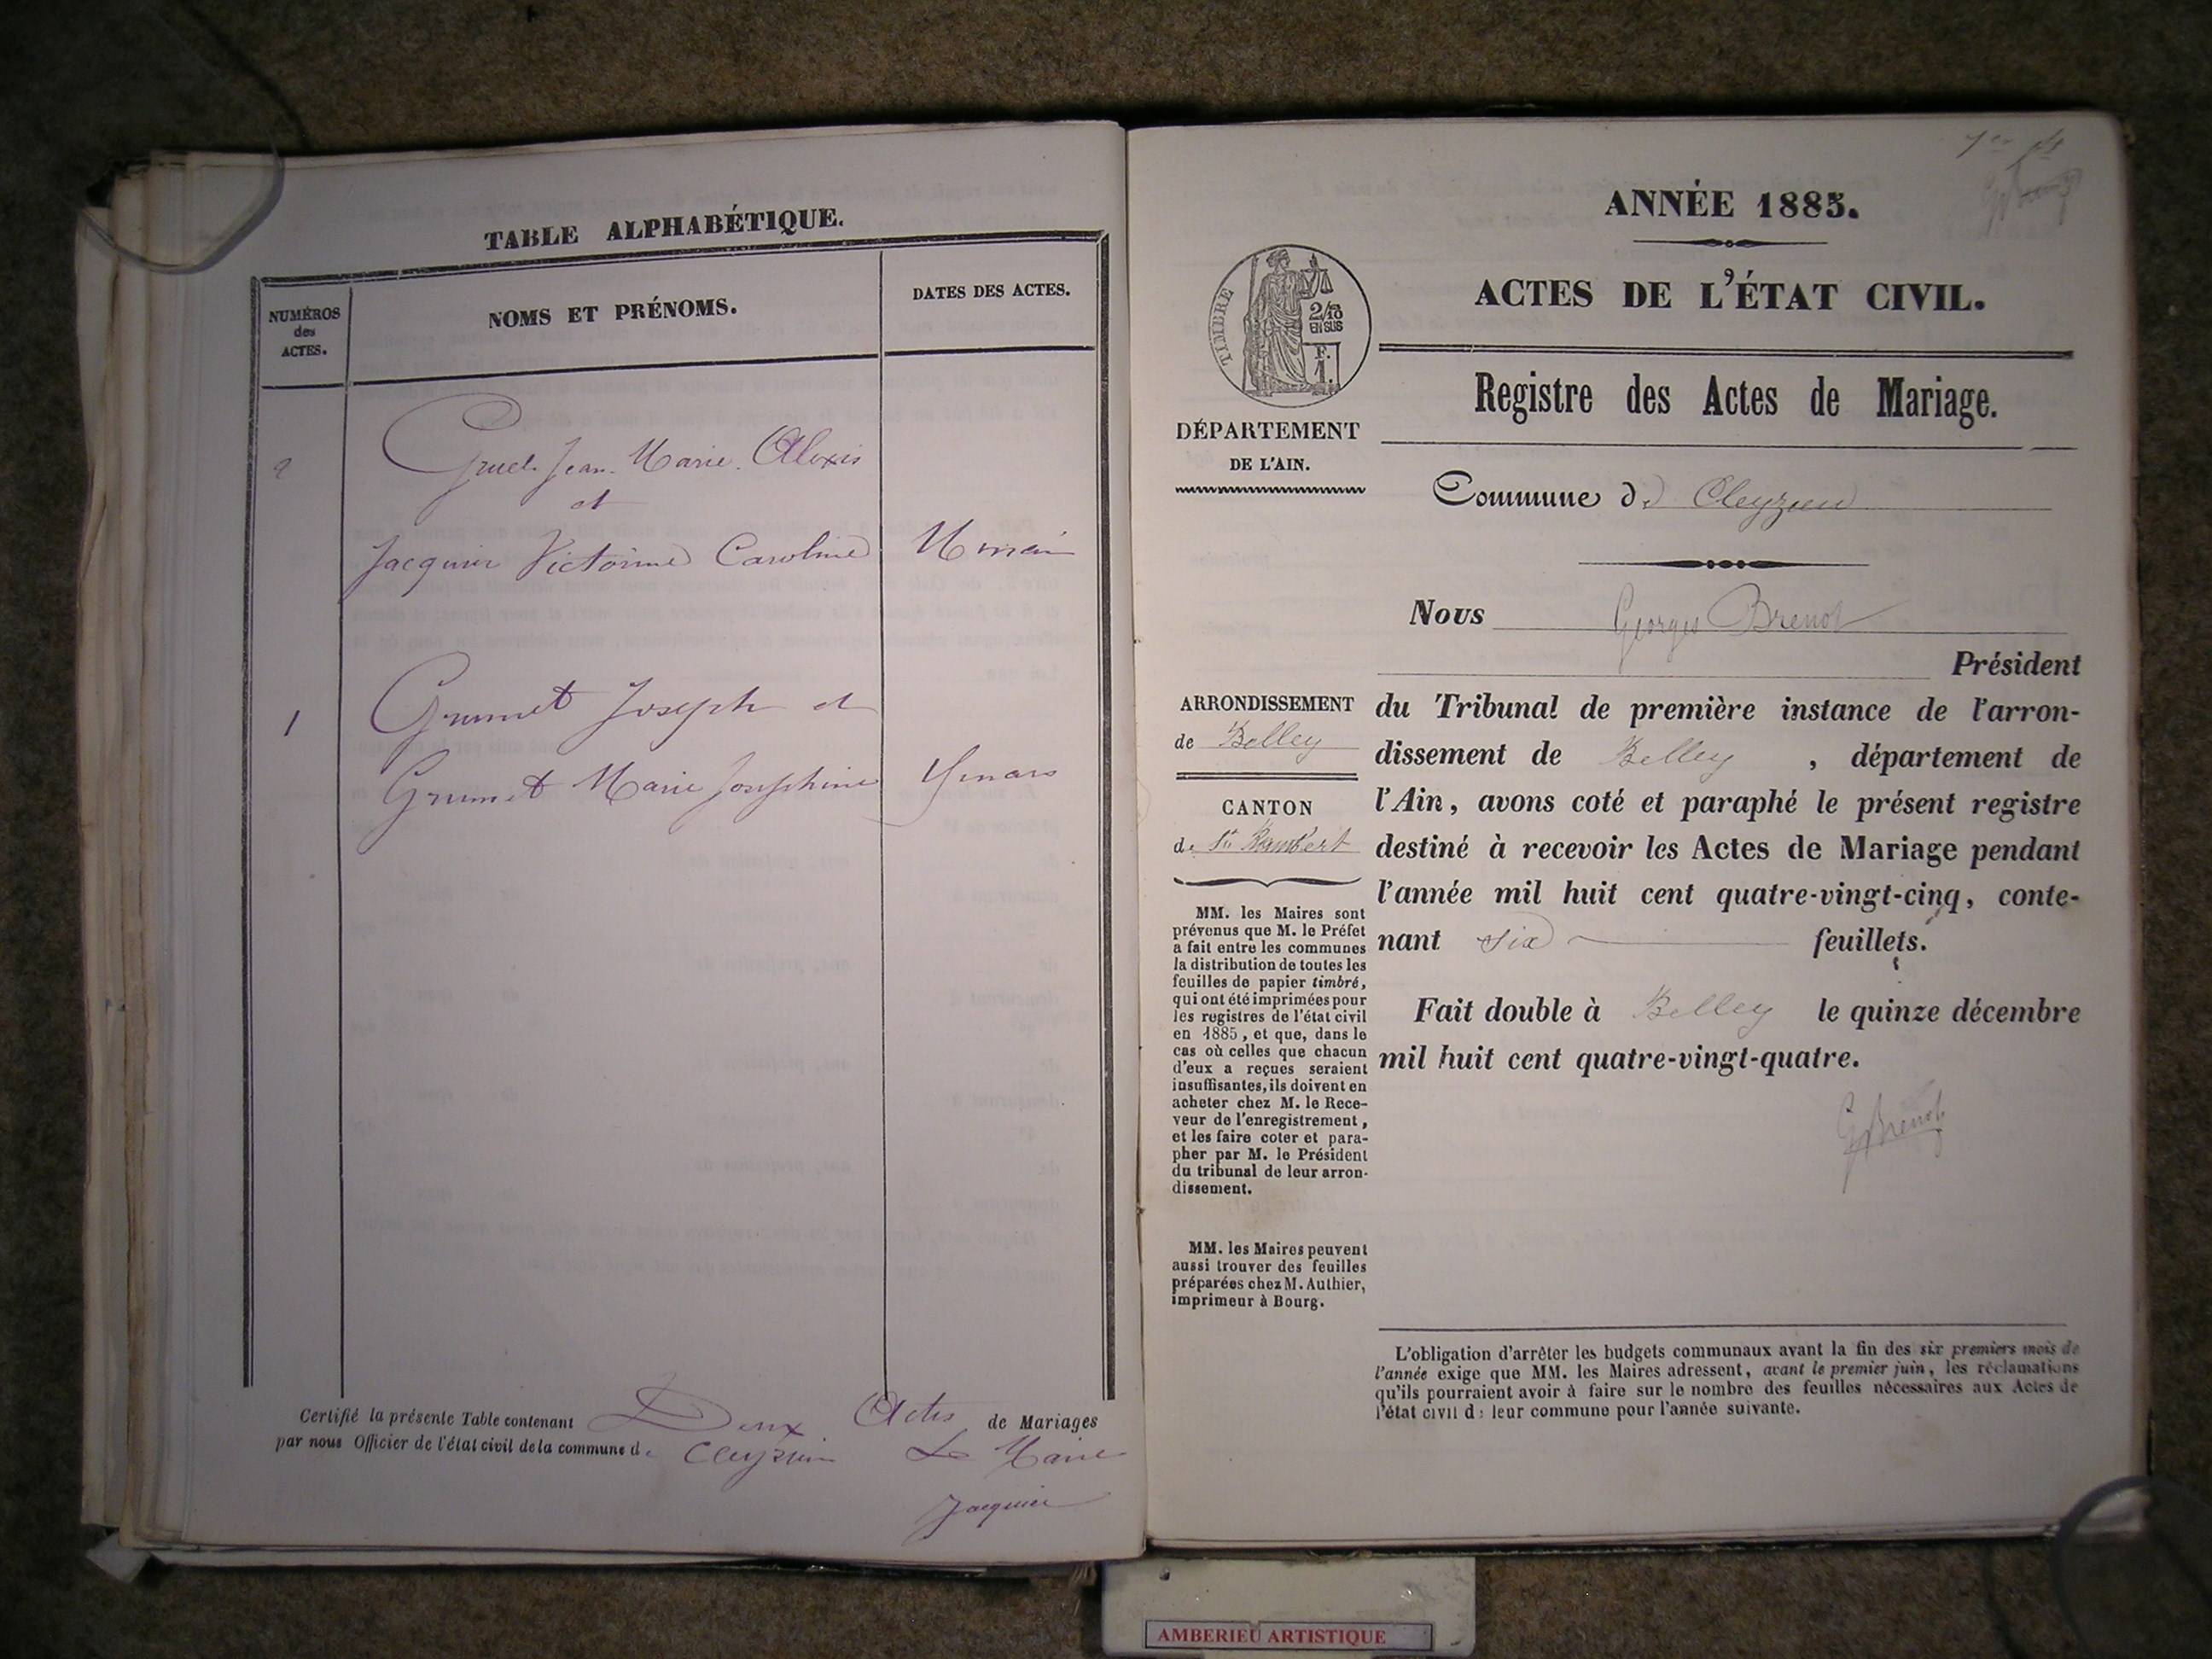 TABLE ALPHABÉTIQUE.
NUMÉROS
des
ACTES.
NOMS ET PRÉNOMS.
DATES DES ACTES.
2
Gruel Jean Marie Alexis
et
Jacquin Victorine Caroline
1
Grumet Joseph et
Grumet Marie Josephine
mars
Certifié la présente Table contenant Deux Actes de Mariages
par nous Officier de l'état civil de la commune de Cleyzieu Le Maire
Jacquier
ANNÉE 1885.
ACTES DE L'ÉTAT CIVIL.
TIMBRE
2/10
EN SUS
F.
1.
Registre des Actes de Mariage.
DÉPARTEMENT
DE L'AIN.
Commune de Cleyzieu
Nous Georges Brenot
Président
ARRONDISSEMENT
de Belley
CANTON
de St Rambert
du Tribunal de première instance de l'arron-
dissement de Belley, département de
l'Ain, avons coté et paraphé le présent registre
destiné à recevoir les Actes de Mariage pendant
l'année mil huit cent quatre-vingt-cinq, conte-
nant six feuillets.
Fait double à Belley le quinze décembre
mil huit cent quatre-vingt-quatre.
GBrenot
MM. les Maires sont
prévenus que M. le Préfet
a fait entre les communes
la distribution de toutes les
feuilles de papier timbré,
qui ont été imprimées pour
les registres de l'état civil
en 1885, et que, dans le
cas où celles que chacun
d'eux a reçues seraient
insuffisantes, ils doivent en
acheter chez M. le Rece-
veur de l'enregistrement,
et les faire coter et para-
pher par M. le Président
du tribunal de leur arron-
dissement.
MM. les Maires peuvent
aussi trouver des feuilles
préparées chez M. Authier,
imprimeur à Bourg.
L'obligation d'arrêter les budgets communaux avant la fin des six premiers mois de
l'année exige que MM. les Maires adressent, avant le premier juin, les réclamations
qu'ils pourraient avoir à faire sur le nombre des feuilles nécessaires aux Actes de
l'état civil de leur commune pour l'année suivante.
AMBERIEU ARTISTIQUE